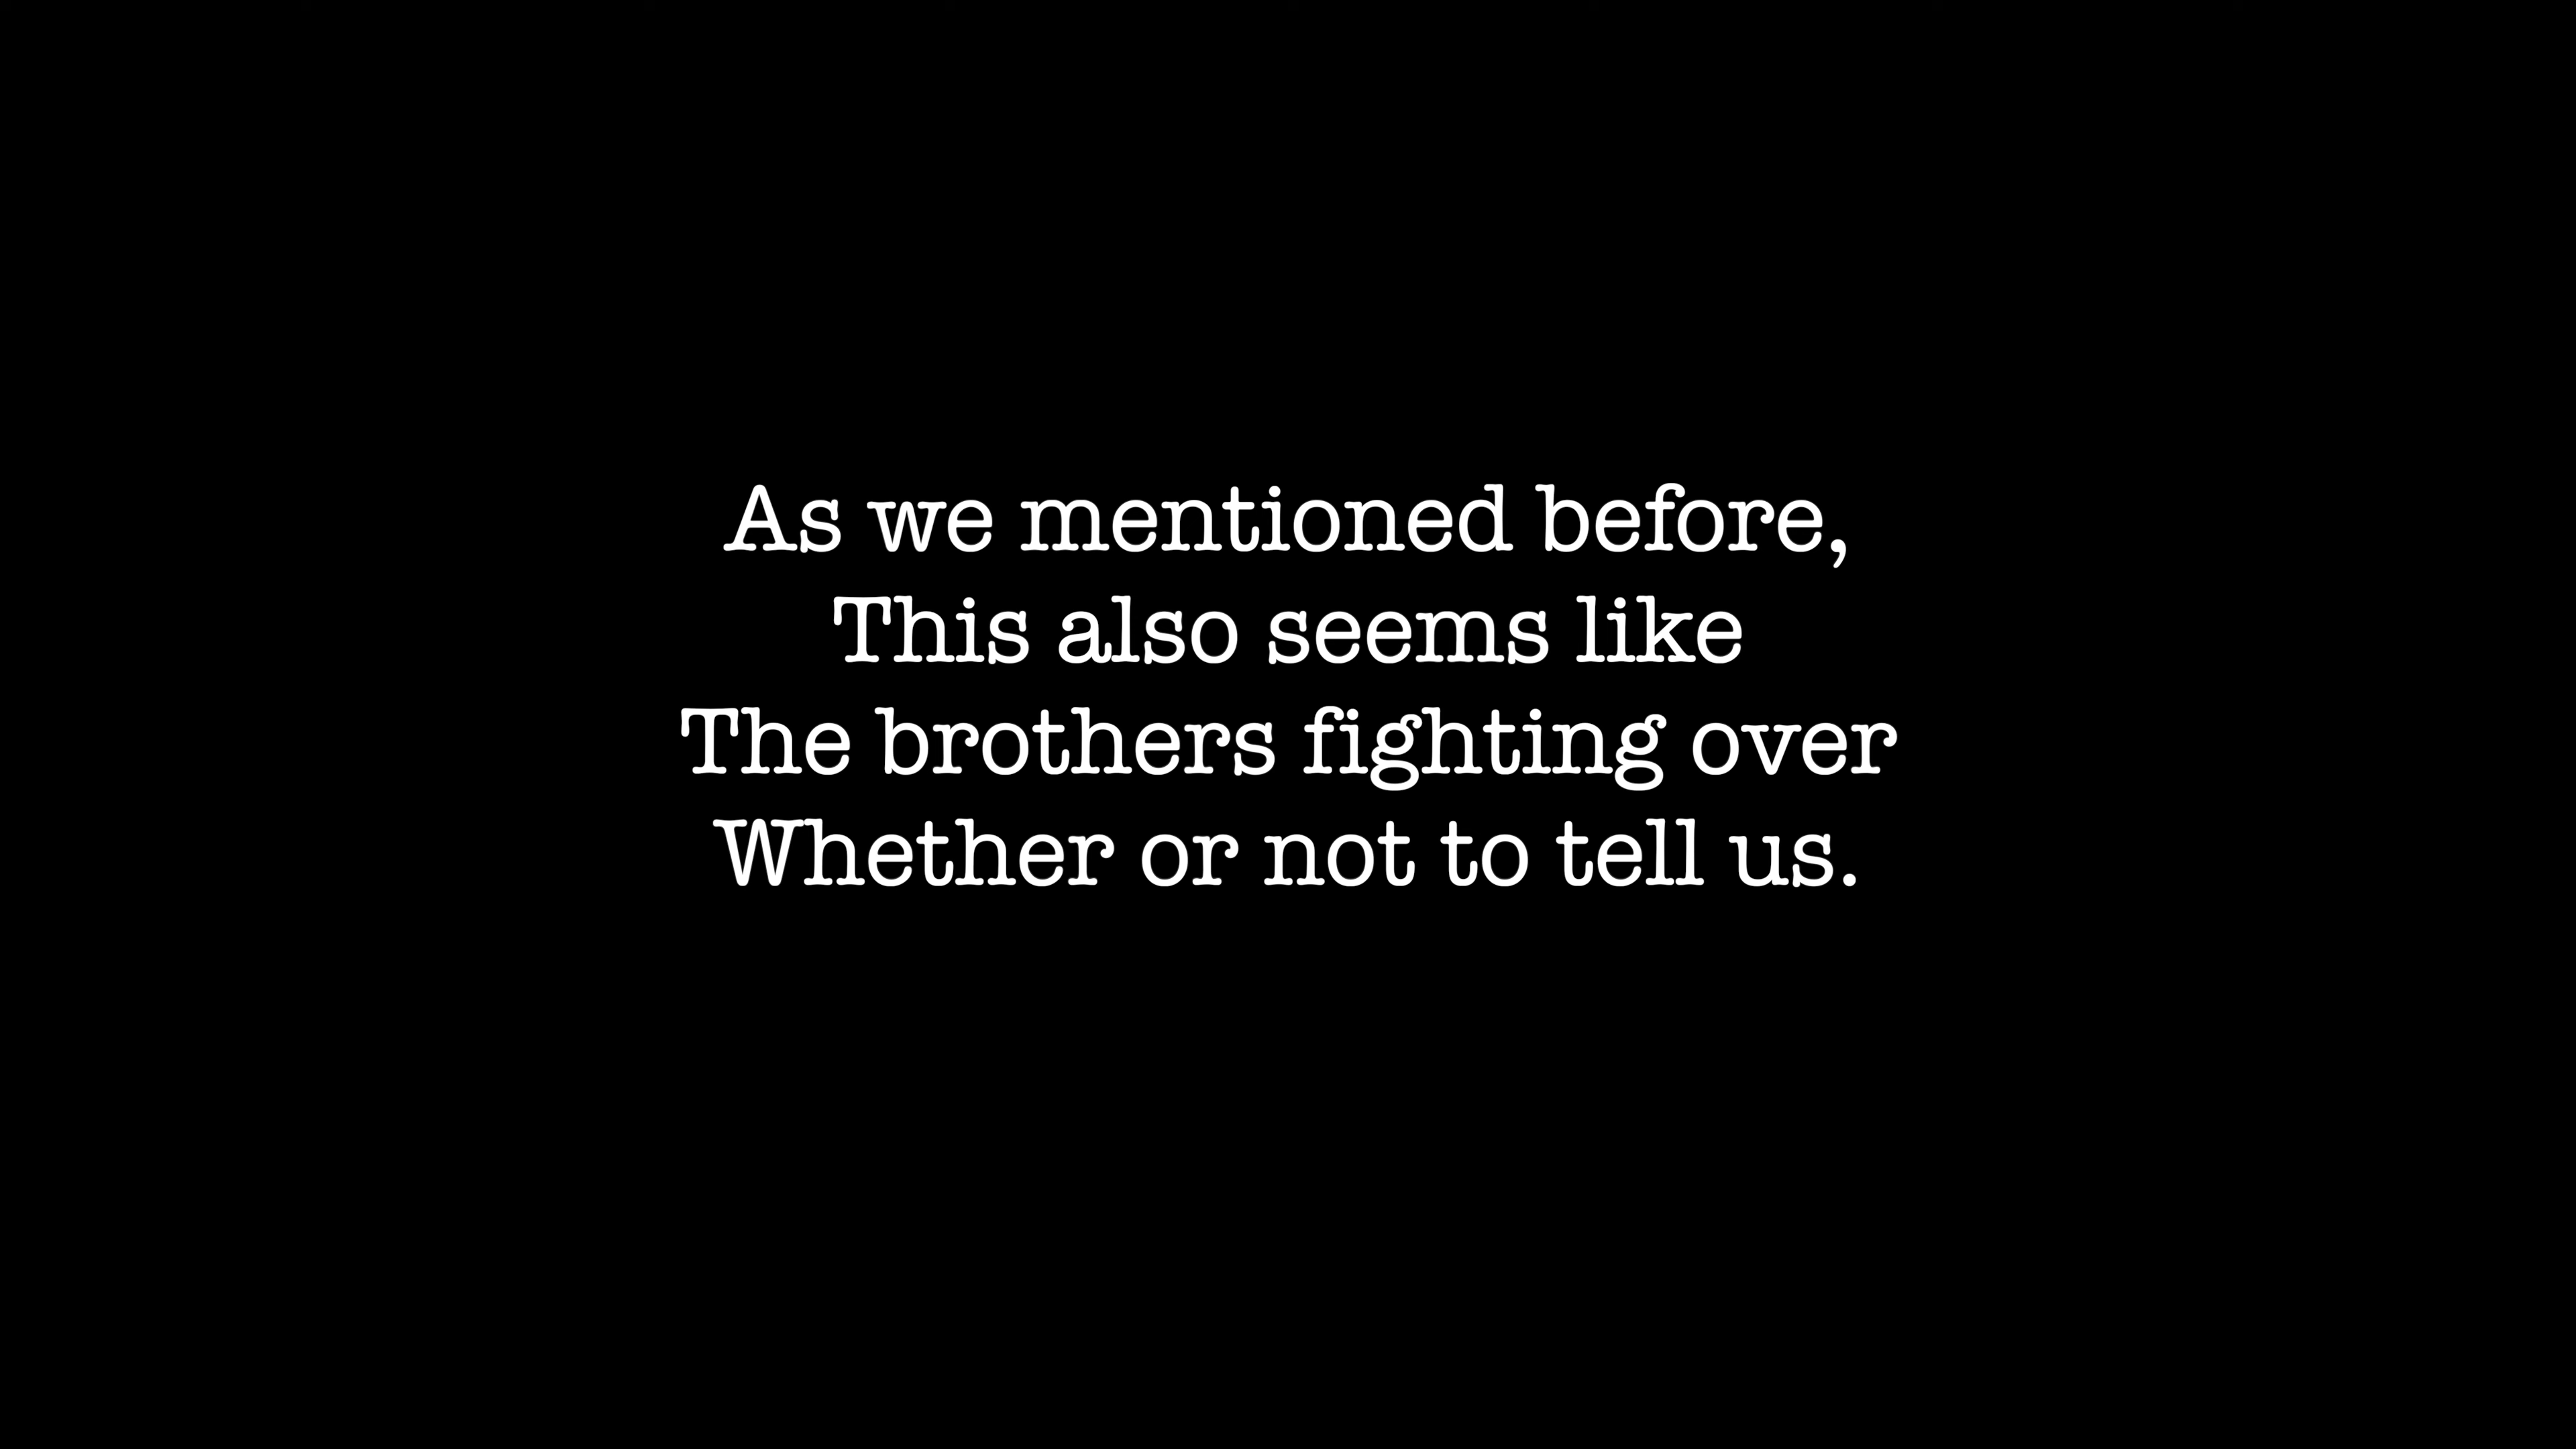 As we mentioned before,
This also seems like
The brothers fighting over
Whether or not to tell us.